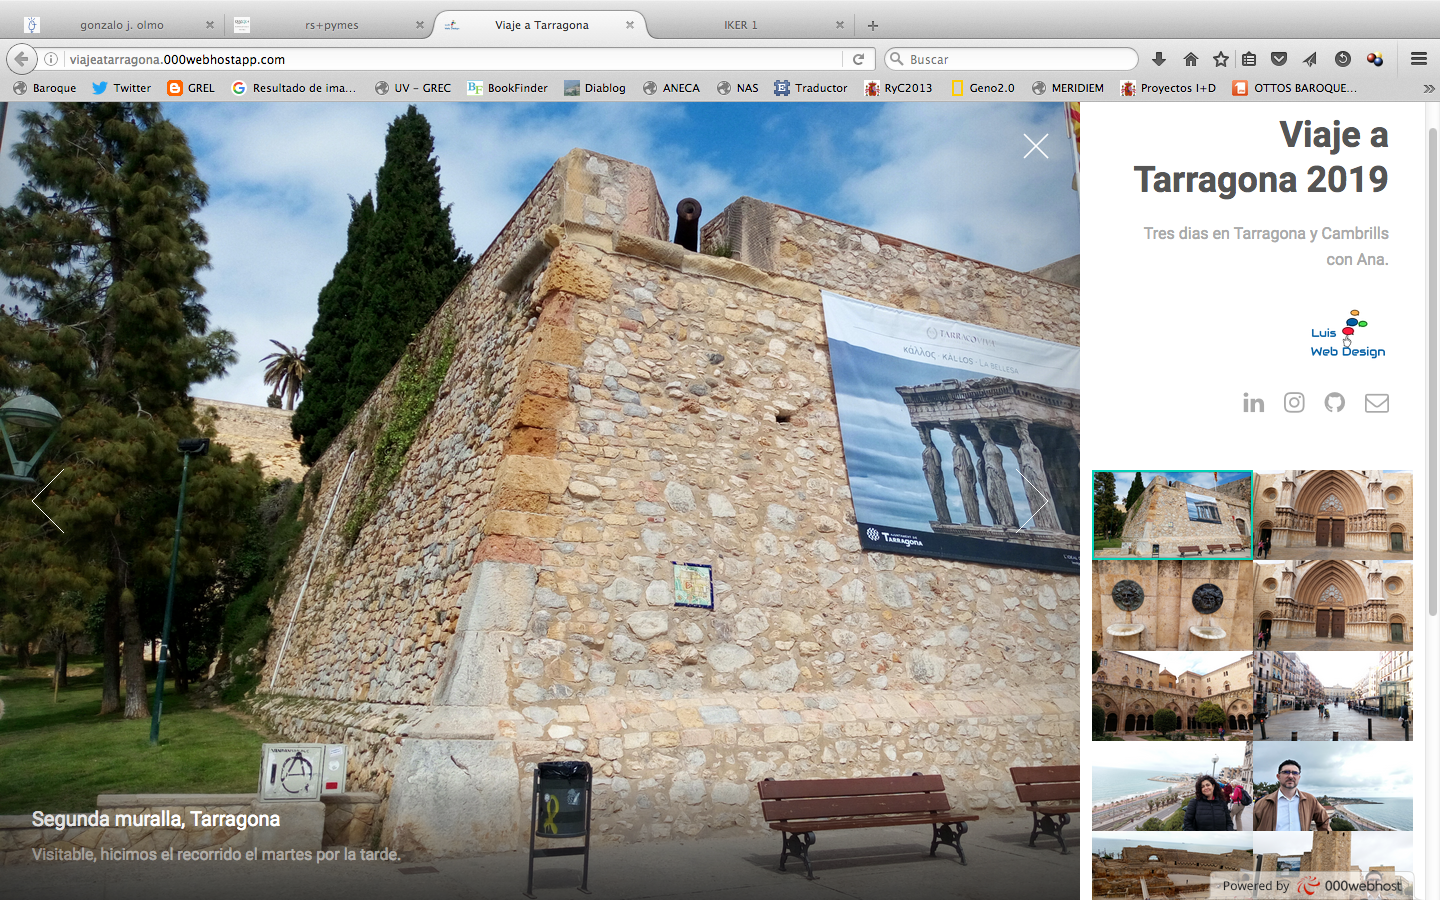 gonzalo j. olmo
rs+pymes
Viaje a Tarragona
IKER 1
viajeatarragona.000webhostapp.com
Buscar
Baroque
Twitter
GREL
Resultado de ima...
UV - GREC
BookFinder
Diablog
ANECA
NAS
Traductor
RyC2013
Geno2.0
MERIDIEM
Proyectos I+D
OTTOS BAROQUE...
Viaje a
Tarragona 2019
Tres dias en Tarragona y Cambrills
con Ana.
Luis
Web Design
TARRACO VIVA
κάλλος · KÀL·LOS · LA BELLESA
Tarragona
Segunda muralla, Tarragona
Visitable, hicimos el recorrido el martes por la tarde.
Powered by 000webhost